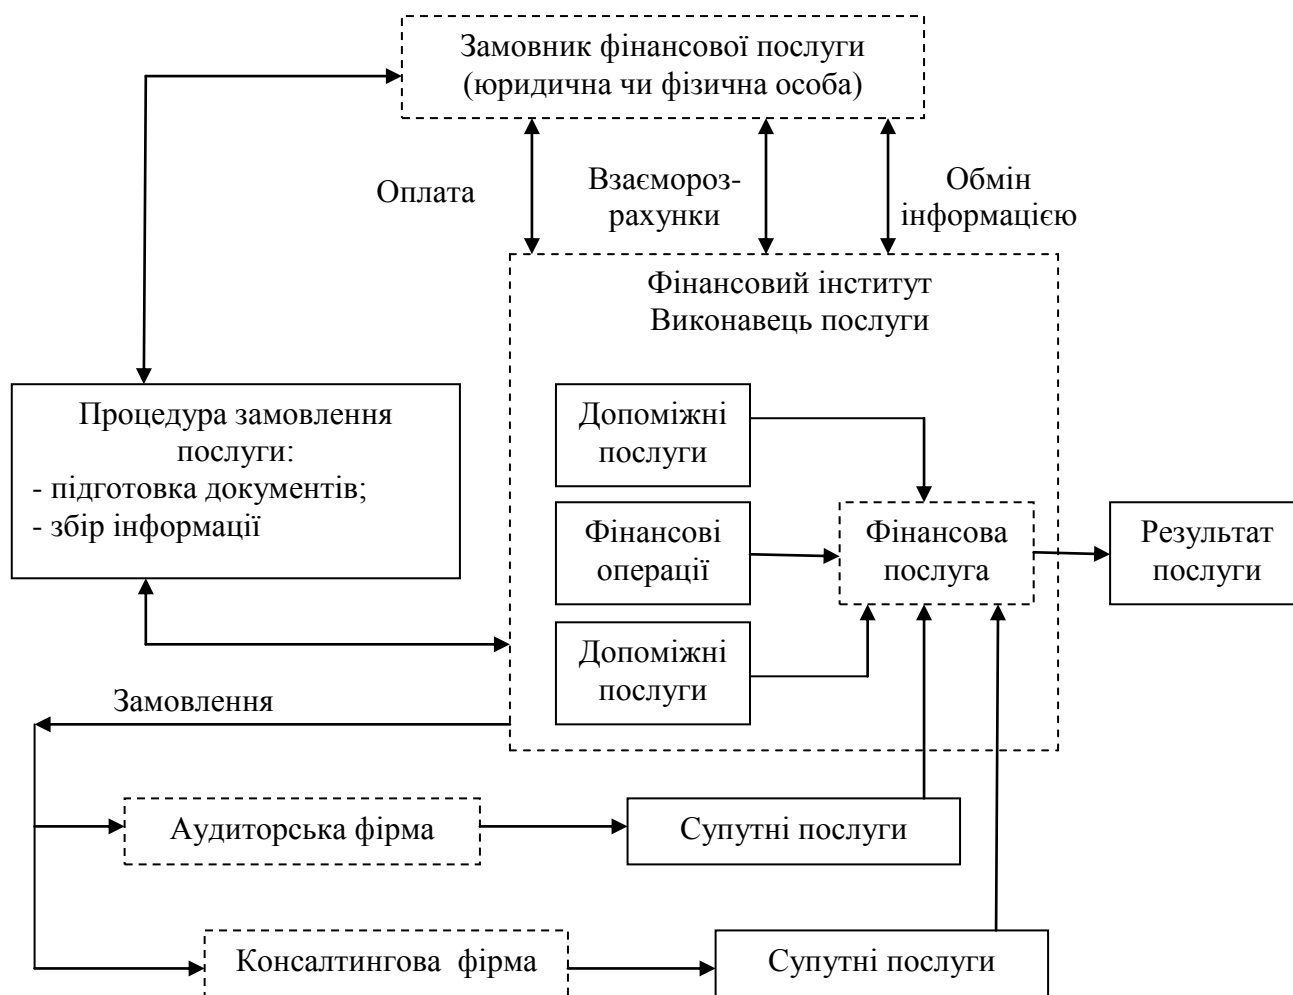 Замовник фінансової послуги
(юридична чи фізична особа)
Оплата
Взаємороз-
рахунки
Обмін
інформацією
Фінансовий інститут
Виконавець послуги
Процедура замовлення
послуги:
- підготовка документів;
- збір інформації
Допоміжні
послуги
Фінансові
операції
Фінансова
послуга
Результат
послуги
Допоміжні
послуги
Замовлення
Аудиторська фірма
Супутні послуги
Консалтингова  фірма
Супутні послуги